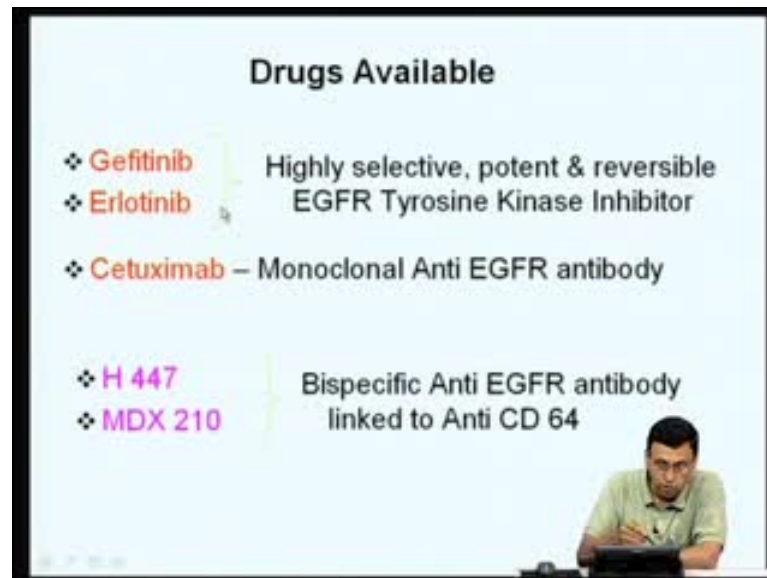 Drugs Available
❖ Gefitinib
❖ Erlotinib
Highly selective, potent & reversible
EGFR Tyrosine Kinase Inhibitor
❖ Cetuximab – Monoclonal Anti EGFR antibody
❖ H 447
❖ MDX 210
Bispecific Anti EGFR antibody
linked to Anti CD 64